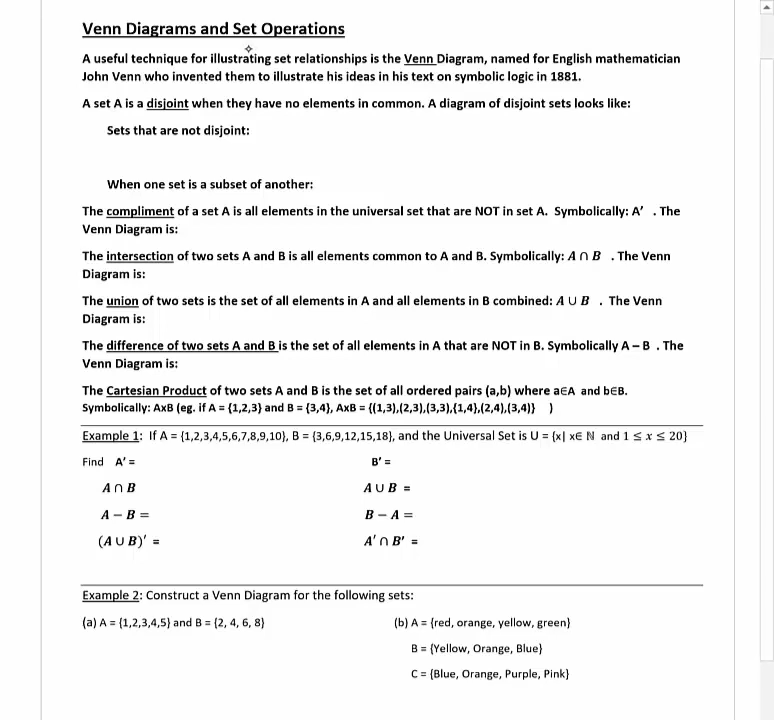 Venn Diagrams and Set Operations
A useful technique for illustrating set relationships is the Venn Diagram, named for English mathematician
John Venn who invented them to illustrate his ideas in his text on symbolic logic in 1881.
A set A is a disjoint when they have no elements in common. A diagram of disjoint sets looks like:
Sets that are not disjoint:
When one set is a subset of another:
The compliment of a set A is all elements in the universal set that are NOT in set A.  Symbolically: A′  . The
Venn Diagram is:
The intersection of two sets A and B is all elements common to A and B. Symbolically: A ∩ B  . The Venn
Diagram is:
The union of two sets is the set of all elements in A and all elements in B combined: A ∪ B  .  The Venn
Diagram is:
The difference of two sets A and B is the set of all elements in A that are NOT in B. Symbolically A – B  . The
Venn Diagram is:
The Cartesian Product of two sets A and B is the set of all ordered pairs (a,b) where a∈A  and b∈B.
Symbolically: AxB (eg. if A = {1,2,3} and B = {3,4}, AxB = {(1,3),(2,3),(3,3),{1,4},(2,4),(3,4)}   )
Example 1:  If A = {1,2,3,4,5,6,7,8,9,10}, B = {3,6,9,12,15,18}, and the Universal Set is U = {x| x∈ ℕ  and 1 ≤ x ≤ 20}
Find   A′ =    B′ =
A ∩ B    A ∪ B  =
A − B =    B − A =
(A ∪ B)′  =    A′ ∩ B′  =
Example 2: Construct a Venn Diagram for the following sets:
(a) A = {1,2,3,4,5} and B = {2, 4, 6, 8}    (b) A = {red, orange, yellow, green}
B = {Yellow, Orange, Blue}
C = {Blue, Orange, Purple, Pink}